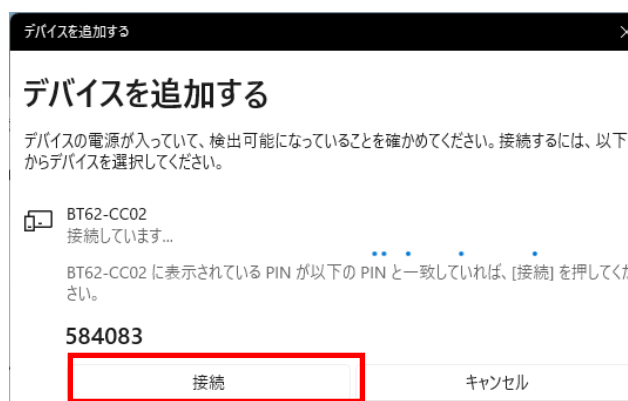 デバイスを追加する
デバイスを追加する
デバイスの電源が入っていて、検出可能になっていることを確かめてください。接続するには、以下
からデバイスを選択してください。
BT62-CC02
接続しています...
BT62-CC02 に表示されている PIN が以下の PIN と一致していれば、[接続] を押してくだ
さい。
584083
接続
キャンセル